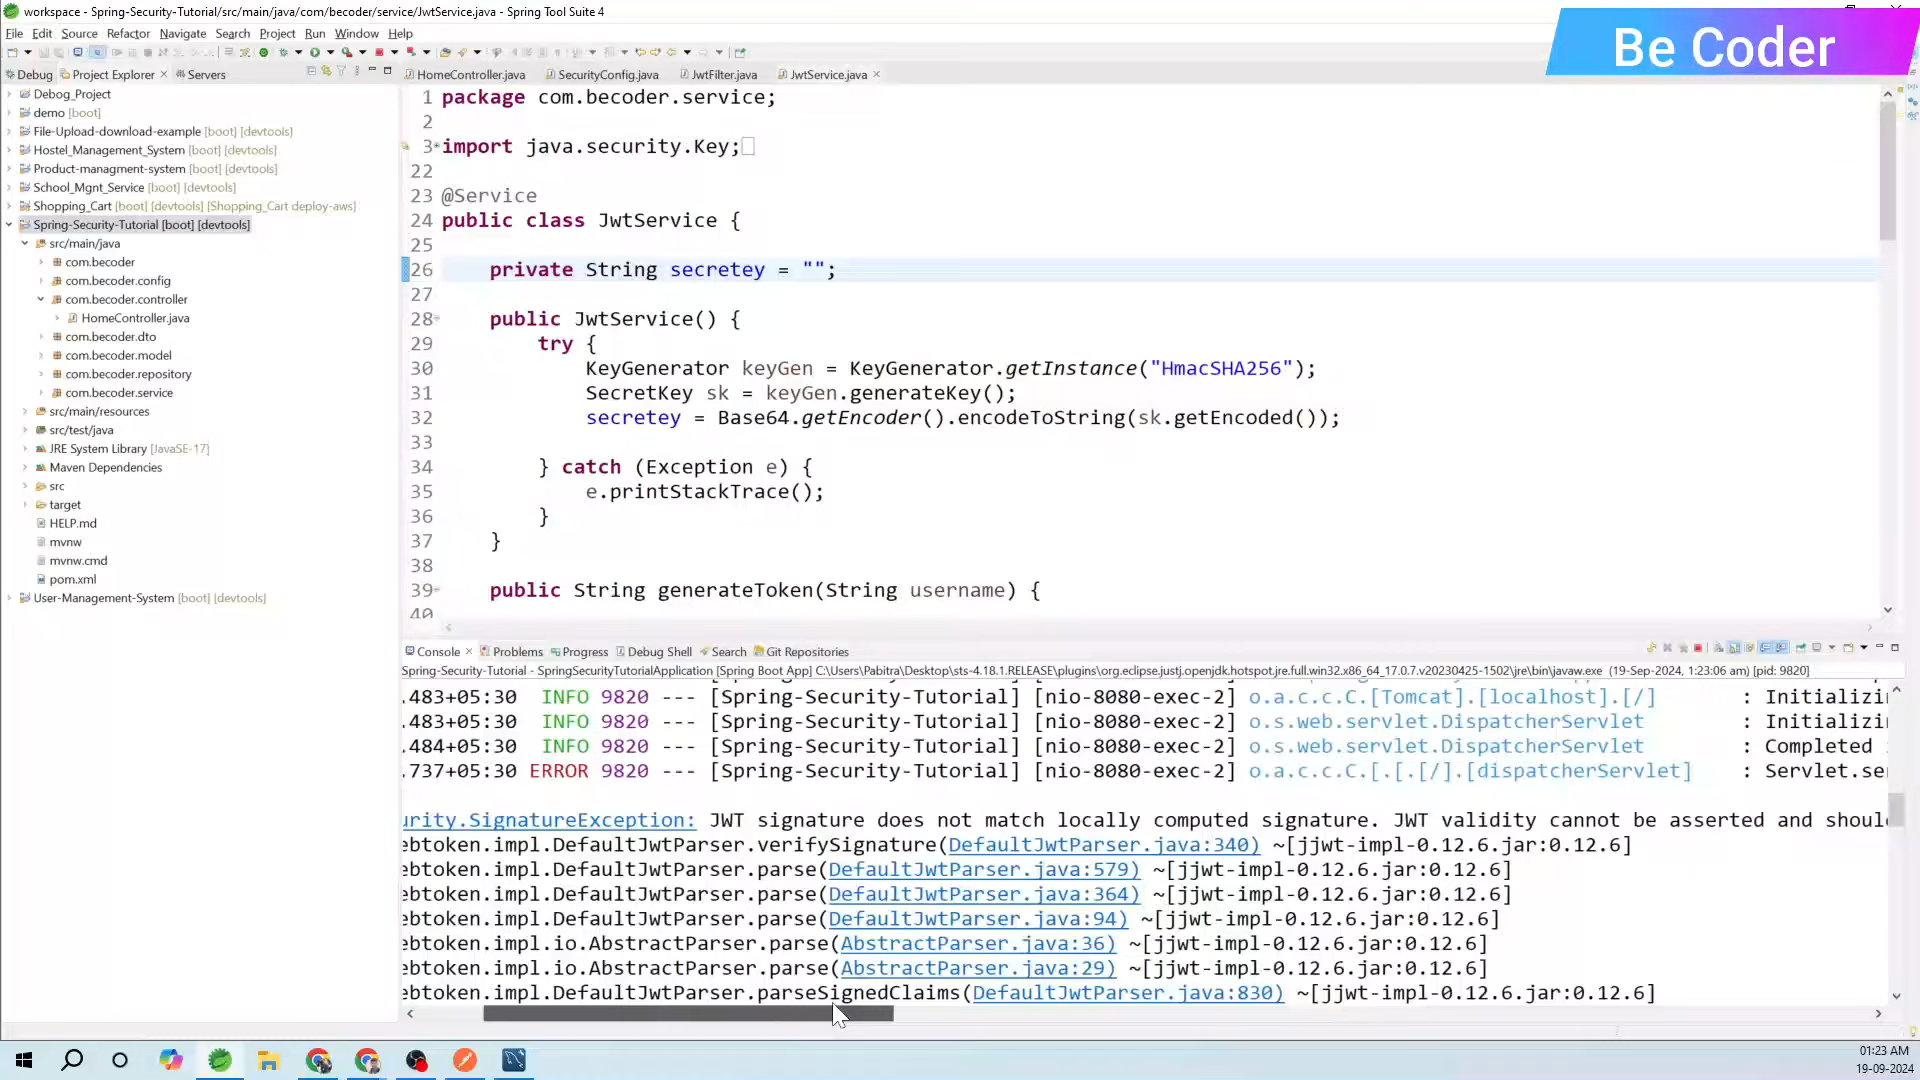 workspace - Spring-Security-Tutorial/src/main/java/com/becoder/service/JwtService.java - Spring Tool Suite 4
Be Coder
File Edit Source Refactor Navigate Search Project Run Window Help
Debug Project Explorer Servers
HomeController.java SecurityConfig.java JwtFilter.java JwtService.java
Debog_Project
demo [boot]
File-Upload-download-example [boot] [devtools]
Hostel_Management_System [boot] [devtools]
Product-managment-system [boot] [devtools]
School_Mgnt_Service [boot] [devtools]
Shopping_Cart [boot] [devtools] [Shopping_Cart deploy-aws]
Spring-Security-Tutorial [boot] [devtools]
src/main/java
com.becoder
com.becoder.config
com.becoder.controller
HomeController.java
com.becoder.dto
com.becoder.model
com.becoder.repository
com.becoder.service
src/main/resources
src/test/java
JRE System Library [JavaSE-17]
Maven Dependencies
src
target
HELP.md
mvnw
mvnw.cmd
pom.xml
User-Management-System [boot] [devtools]
1 package com.becoder.service;
2
3 import java.security.Key;
22
23 @Service
24 public class JwtService {
25
26 private String secretey = "";
27
28 public JwtService() {
29 try {
30 KeyGenerator keyGen = KeyGenerator.getInstance("HmacSHA256");
31 SecretKey sk = keyGen.generateKey();
32 secretey = Base64.getEncoder().encodeToString(sk.getEncoded());
33
34 } catch (Exception e) {
35 e.printStackTrace();
36 }
37 }
38
39 public String generateToken(String username) {
40
Console Problems Progress Debug Shell Search Git Repositories
Spring-Security-Tutorial - SpringSecurityTutorialApplication [Spring Boot App] C:\Users\Pabitra\Desktop\sts-4.18.1.RELEASE\plugins\org.eclipse.justj.openjdk.hotspot.jre.full.win32.x86_64_17.0.7.v20230425-1502\jre\bin\javaw.exe (19-Sep-2024, 1:23:06 am) [pid: 9820]
.483+05:30 INFO 9820 --- [Spring-Security-Tutorial] [nio-8080-exec-2] o.a.c.c.C.[Tomcat].[localhost].[/] : Initializin
.483+05:30 INFO 9820 --- [Spring-Security-Tutorial] [nio-8080-exec-2] o.s.web.servlet.DispatcherServlet : Initializin
.484+05:30 INFO 9820 --- [Spring-Security-Tutorial] [nio-8080-exec-2] o.s.web.servlet.DispatcherServlet : Completed
.737+05:30 ERROR 9820 --- [Spring-Security-Tutorial] [nio-8080-exec-2] o.a.c.c.C.[.[.[/].[dispatcherServlet] : Servlet.se
urity.SignatureException: JWT signature does not match locally computed signature. JWT validity cannot be asserted and shoul
ebtoken.impl.DefaultJwtParser.verifySignature(DefaultJwtParser.java:340) ~[jjwt-impl-0.12.6.jar:0.12.6]
ebtoken.impl.DefaultJwtParser.parse(DefaultJwtParser.java:579) ~[jjwt-impl-0.12.6.jar:0.12.6]
ebtoken.impl.DefaultJwtParser.parse(DefaultJwtParser.java:364) ~[jjwt-impl-0.12.6.jar:0.12.6]
ebtoken.impl.DefaultJwtParser.parse(DefaultJwtParser.java:94) ~[jjwt-impl-0.12.6.jar:0.12.6]
ebtoken.impl.io.AbstractParser.parse(AbstractParser.java:36) ~[jjwt-impl-0.12.6.jar:0.12.6]
ebtoken.impl.io.AbstractParser.parse(AbstractParser.java:29) ~[jjwt-impl-0.12.6.jar:0.12.6]
ebtoken.impl.DefaultJwtParser.parseSignedClaims(DefaultJwtParser.java:830) ~[jjwt-impl-0.12.6.jar:0.12.6]
01:23 AM
19-09-2024